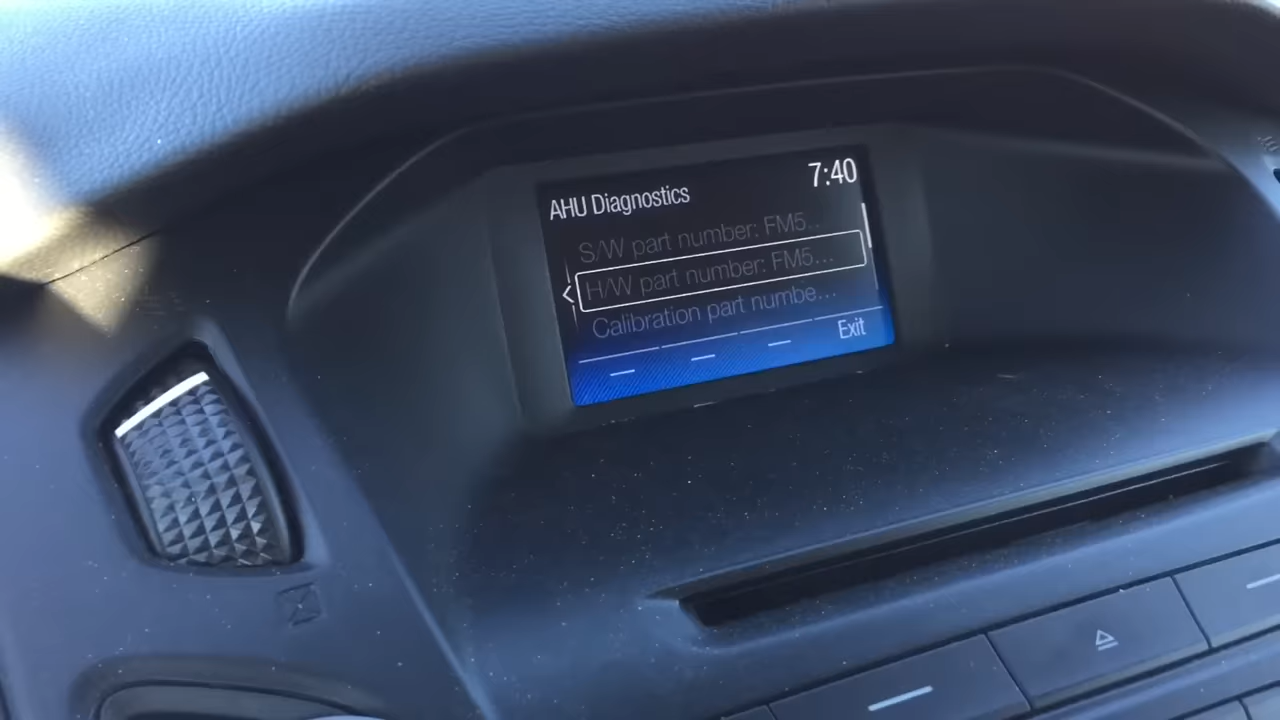 7:40
AHU Diagnostics
S/W part number: FM5...
H/W part number: FM5...
Calibration part numbe...
Exit